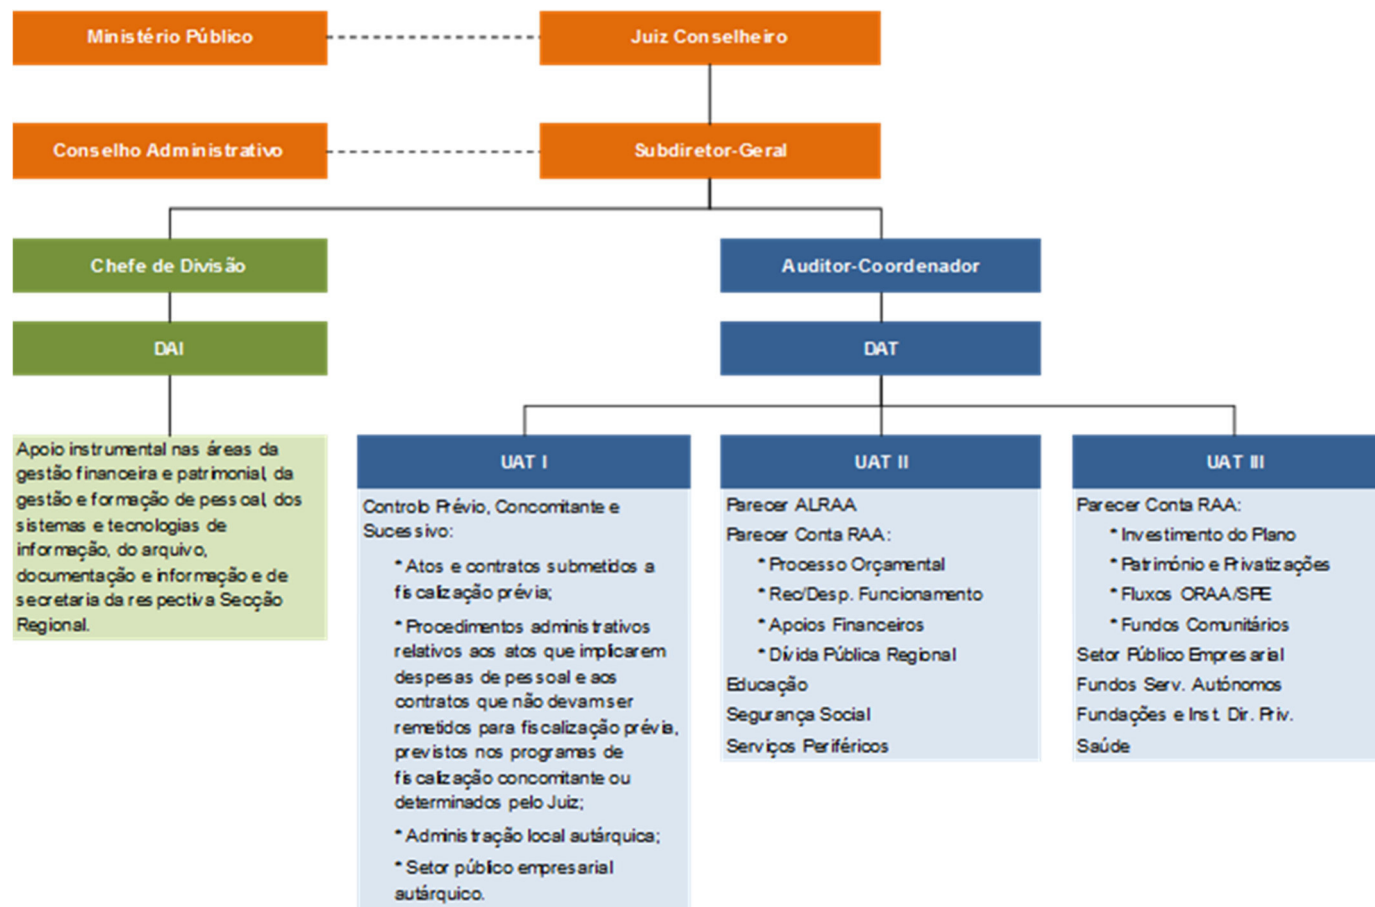 Ministério Público
Juiz Conselheiro
Conselho Administrativo
Subdiretor-Geral
Chefe de Divisão
Auditor-Coordenador
DAI
DAT
Apoio instrumental nas áreas da
gestão financeira e patrimonial, da
gestão e formação de pessoal, dos
sistemas e tecnologias de
informação, do arquivo,
documentação e informação e de
secretaria da respectiva Secção
Regional.
UAT I
Controlo Prévio, Concomitante e
Sucessivo:
* Atos e contratos submetidos a
fiscalização prévia;
* Procedimentos administrativos
relativos aos atos que implicarem
despesas de pessoal e aos
contratos que não devam ser
remetidos para fiscalização prévia,
previstos nos programas de
fiscalização concomitante ou
determinados pelo Juiz;
* Administração local autárquica;
* Setor público empresarial
autárquico.
UAT II
Parecer ALRAA
Parecer Conta RAA:
* Processo Orçamental
* Rec/Desp. Funcionamento
* Apoios Financeiros
* Dívida Pública Regional
Educação
Segurança Social
Serviços Periféricos
UAT III
Parecer Conta RAA:
* Investimento do Plano
* Património e Privatizações
* Fluxos ORAA/SPE
* Fundos Comunitários
Setor Público Empresarial
Fundos Serv. Autónomos
Fundações e Inst. Dir. Priv.
Saúde